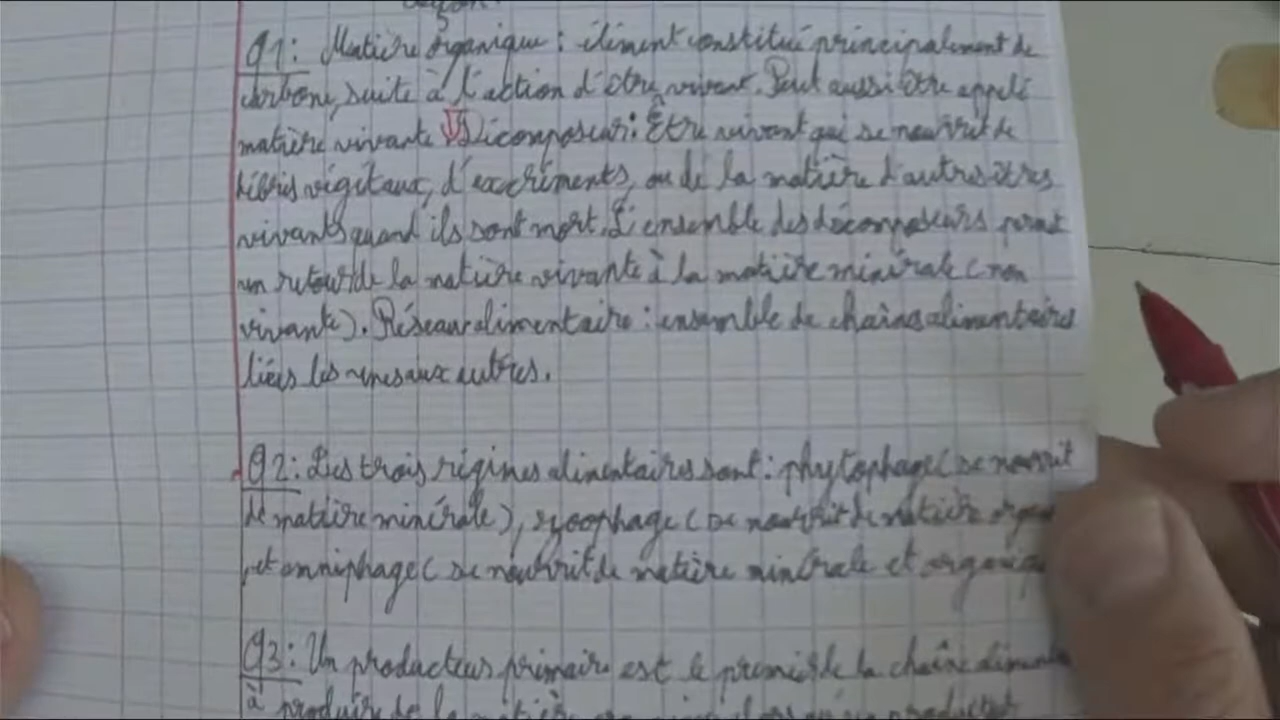 Q1: Matière organique : élément constitué principalement de
carbone, suite à l'action d'être vivant. Peut aussi être appelé
matière vivante Décomposeur: Être vivant qui se nourrit de
débris végétaux, d'excréments, ou de la matière d'autres êtres
vivants quand ils sont mort. L'ensemble des décomposeurs
un retour de la matière vivante à la matière minérale (non
vivante). Réseau alimentaire : ensemble de chaînes alimentaires
liées les unes aux autres.
Q2: Les trois régimes alimentaires sont : phytophage (se nourrit
de matière minérale), zoophage (se nourrit de matière
et omniphage (se nourrit de matière minérale et
Q3: Un producteur primaire est le premier de la chaîne
à produire de la matière